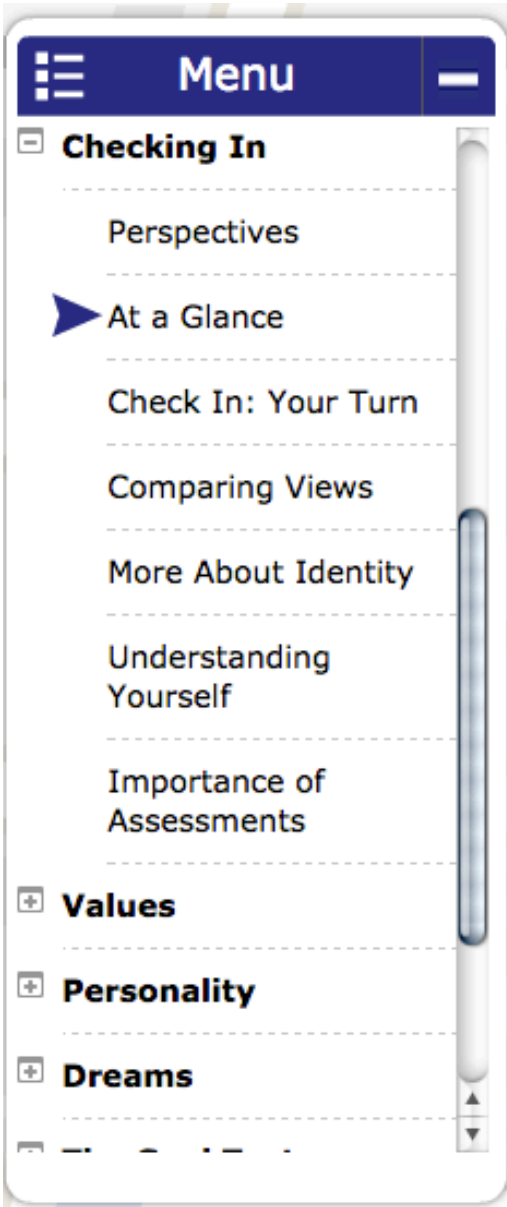 Menu
Checking In
Perspectives
At a Glance
Check In: Your Turn
Comparing Views
More About Identity
Understanding
Yourself
Importance of
Assessments
Values
Personality
Dreams